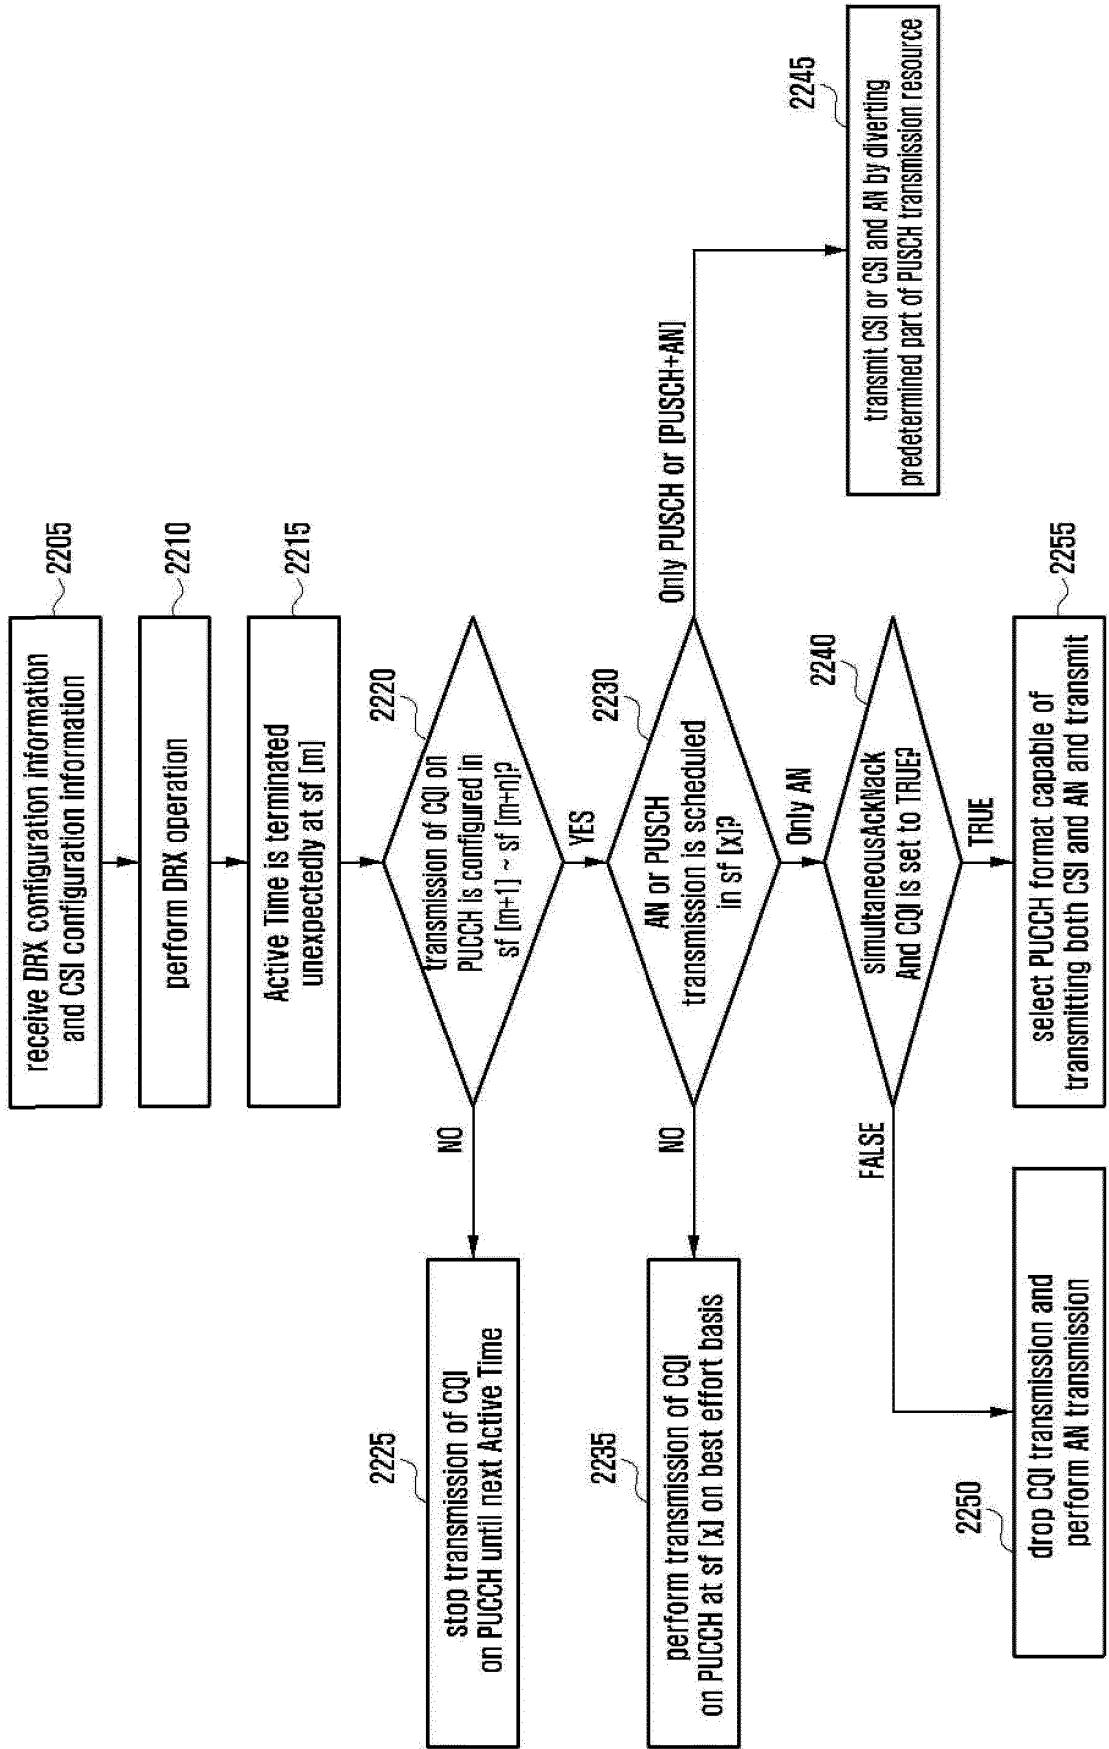 2205
receive DRX configuration information
and CSI configuration information
2210
perform DRX operation
2215
Active Time is terminated
unexpectedly at sf [m]
2220
transmission of CQI on
PUCCH is configured in
sf [m+1] ~ sf [m+n]?
NO
YES
2225
stop transmission of CQI
on PUCCH until next Active Time
2230
AN or PUSCH
transmission is scheduled
in sf [x]?
NO
Only AN
Only PUSCH or [PUSCH+AN]
2235
perform transmission of CQI
on PUCCH at sf [x] on best effort basis
2240
simultaneousAckNack
And CQI is set to TRUE?
FALSE
TRUE
2245
transmit CSI or CSI and AN by diverting
predetermined part of PUSCH transmission resource
2250
drop CQI transmission and
perform AN transmission
2255
select PUCCH format capable of
transmitting both CSI and AN and transmit